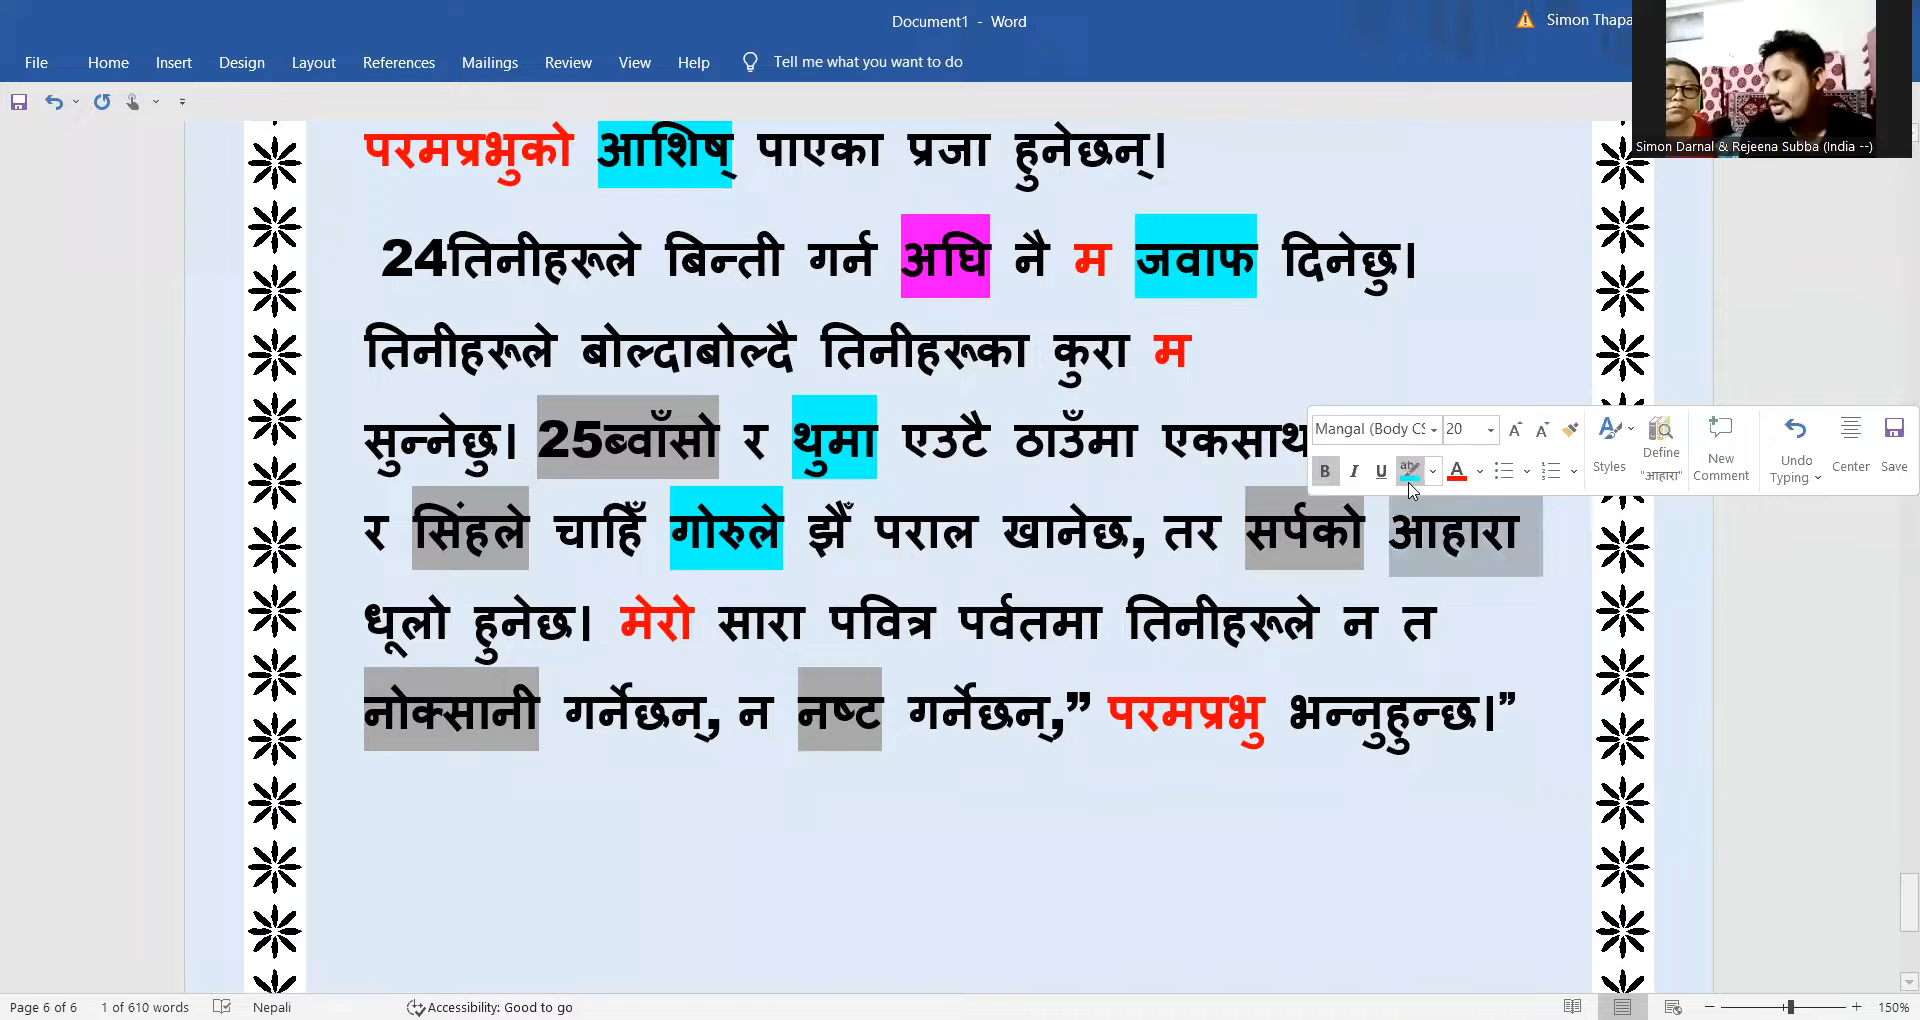 Document1 - Word
Simon Thapa
File Home Insert Design Layout References Mailings Review View Help Tell me what you want to do
Simon Darnal & Rejeena Subba (India --)
परमप्रभुको आशिष् पाएका प्रजा हुनेछन्।
24तिनीहरूले बिन्ती गर्न अघि नै म जवाफ दिनेछु।
तिनीहरूले बोल्दाबोल्दै तिनीहरूका कुरा म
सुन्नेछु। 25ब्वाँसो र थुमा एउटै ठाउँमा एकसाथ
Mangal (Body CS 20
B I U
Styles Define "आहारा" New Comment Undo Typing Center Save
र सिंहले चाहिँ गोरुले झैँ पराल खानेछ, तर सर्पको आहारा
धूलो हुनेछ। मेरो सारा पवित्र पर्वतमा तिनीहरूले न त
नोक्सानी गर्नेछन्, न नष्ट गर्नेछन्,” परमप्रभु भन्नुहुन्छ।”
Page 6 of 6 1 of 610 words Nepali Accessibility: Good to go 150%